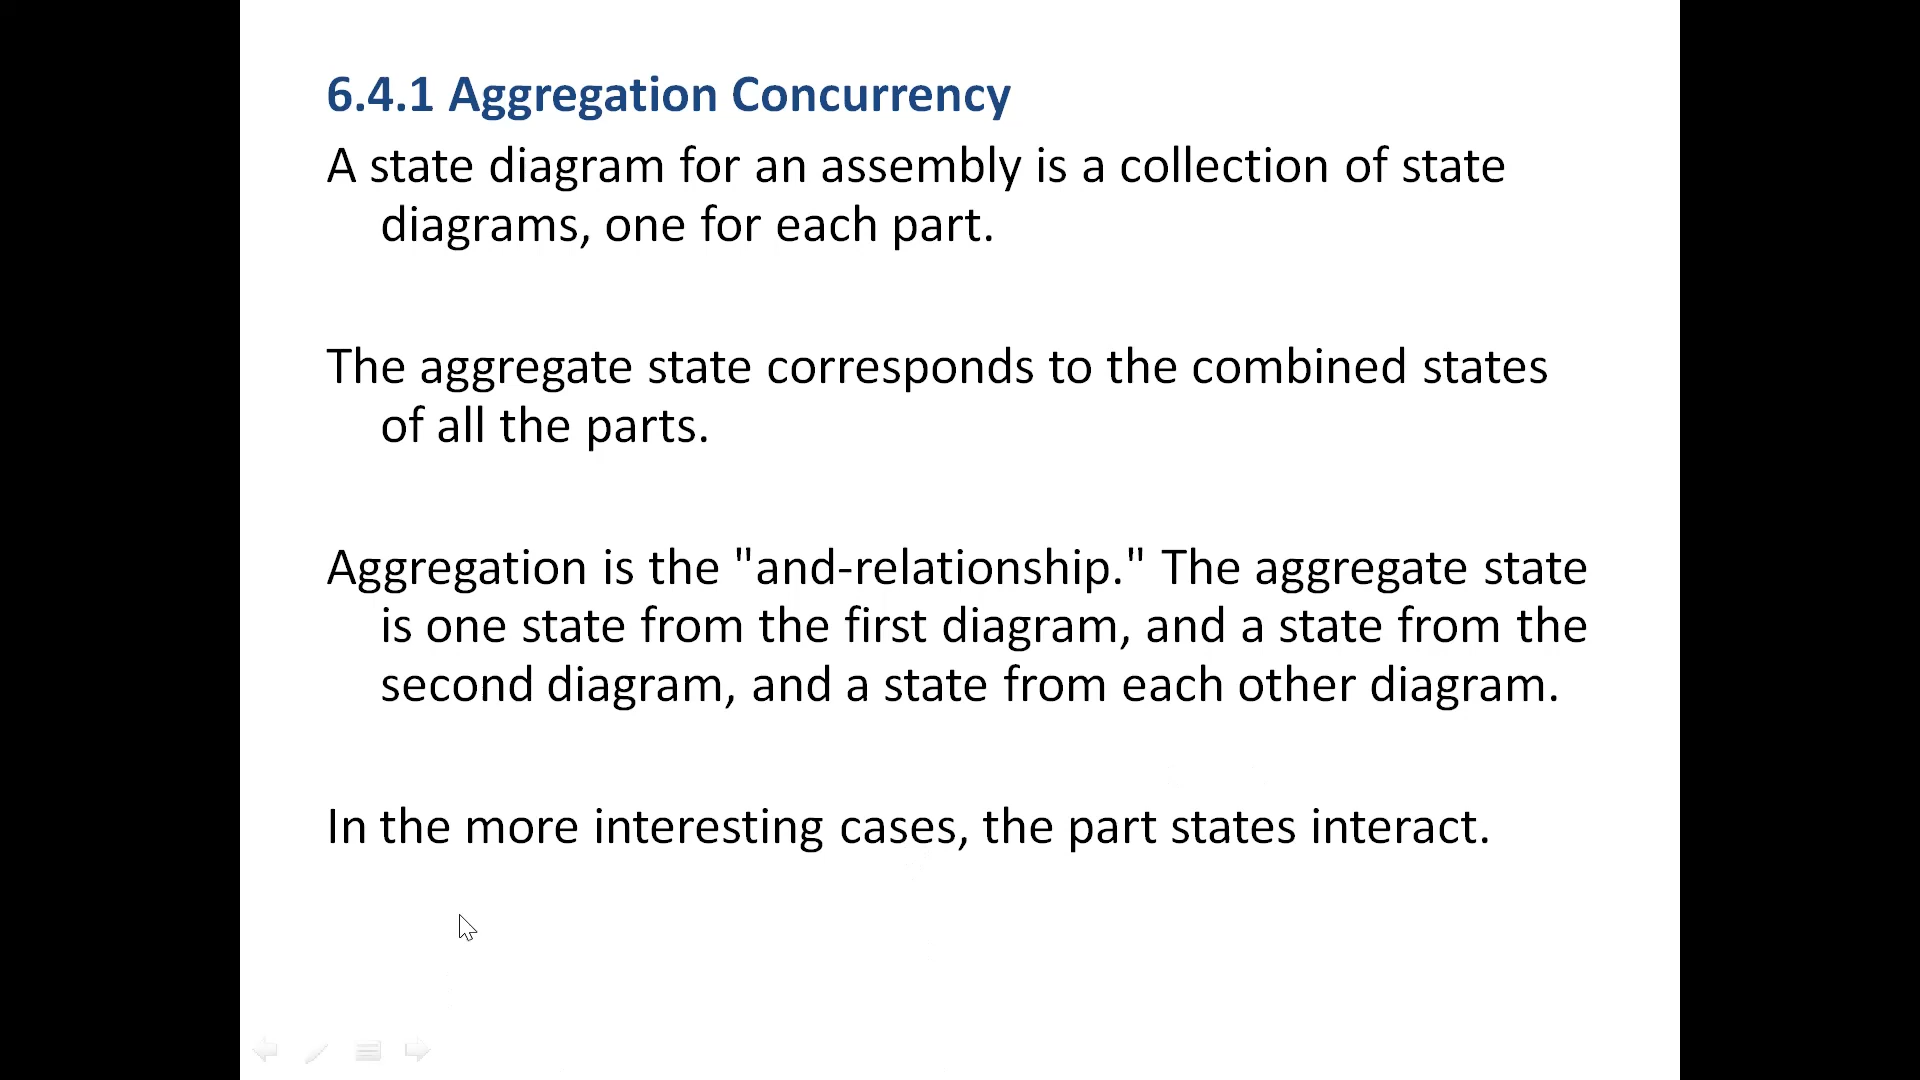 6.4.1 Aggregation Concurrency
A state diagram for an assembly is a collection of state
diagrams, one for each part.
The aggregate state corresponds to the combined states
of all the parts.
Aggregation is the "and-relationship." The aggregate state
is one state from the first diagram, and a state from the
second diagram, and a state from each other diagram.
In the more interesting cases, the part states interact.